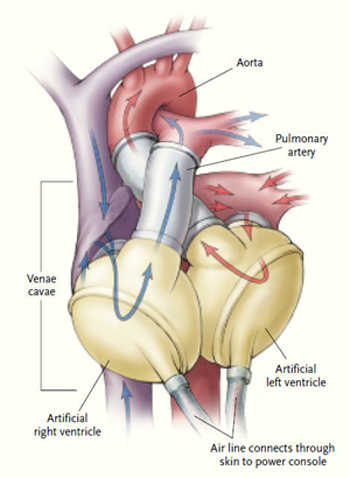 Aorta
Pulmonary
artery
Venae
cavae
Artificial
left ventricle
Artificial
right ventricle
Air line connects through
skin to power console